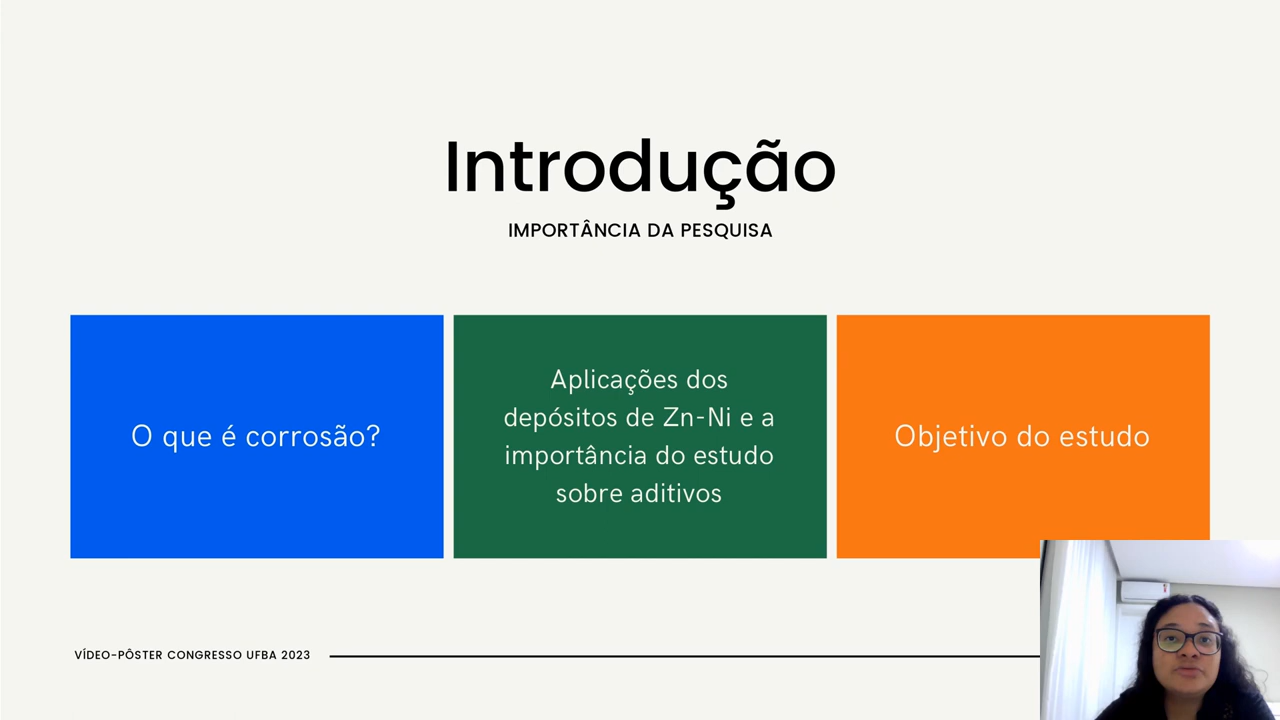 Introdução
IMPORTÂNCIA DA PESQUISA
O que é corrosão?
Aplicações dos
depósitos de Zn-Ni e a
importância do estudo
sobre aditivos
Objetivo do estudo
VÍDEO-PÔSTER CONGRESSO UFBA 2023